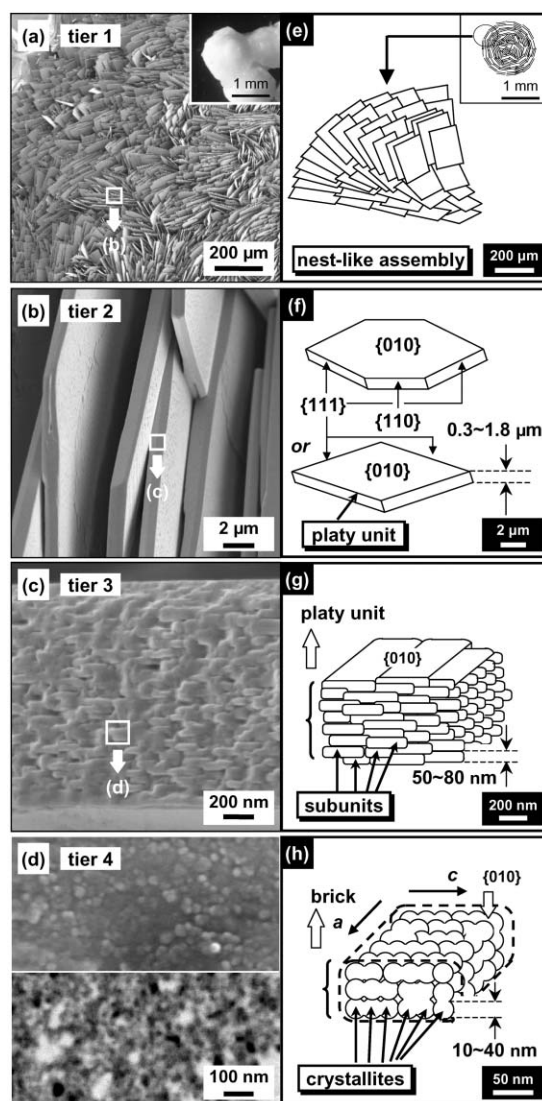 (a) tier 1
1 mm
(b)
200 µm
(e)
1 mm
nest-like assembly
200 µm
(b) tier 2
(c)
2 µm
(f)
{010}
{111}
{110}
0.3~1.8 µm
or
{010}
platy unit
2 µm
(c) tier 3
(d)
200 nm
(g)
platy unit
{010}
50~80 nm
subunits
200 nm
(d) tier 4
100 nm
(h)
c
{010}
brick
a
10~40 nm
crystallites
50 nm